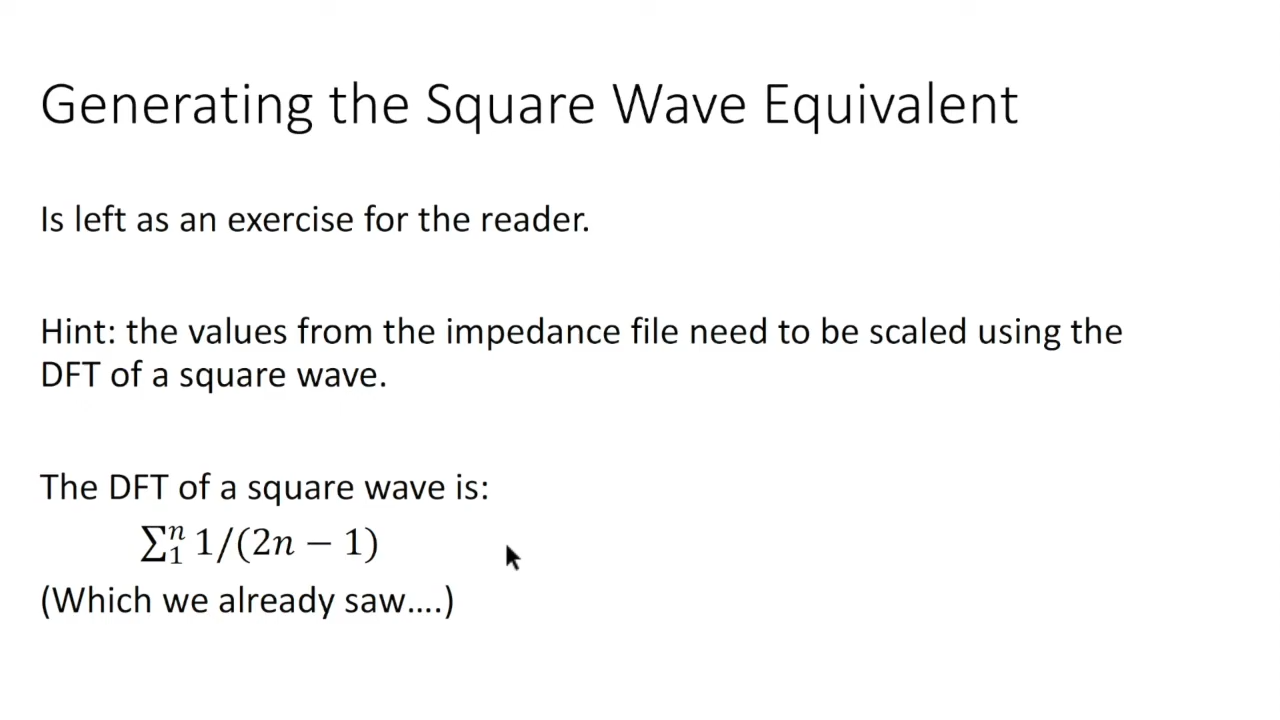 Generating the Square Wave Equivalent
Is left as an exercise for the reader.
Hint: the values from the impedance file need to be scaled using the
DFT of a square wave.
The DFT of a square wave is:
∑₁ⁿ 1/(2n − 1)
(Which we already saw….)